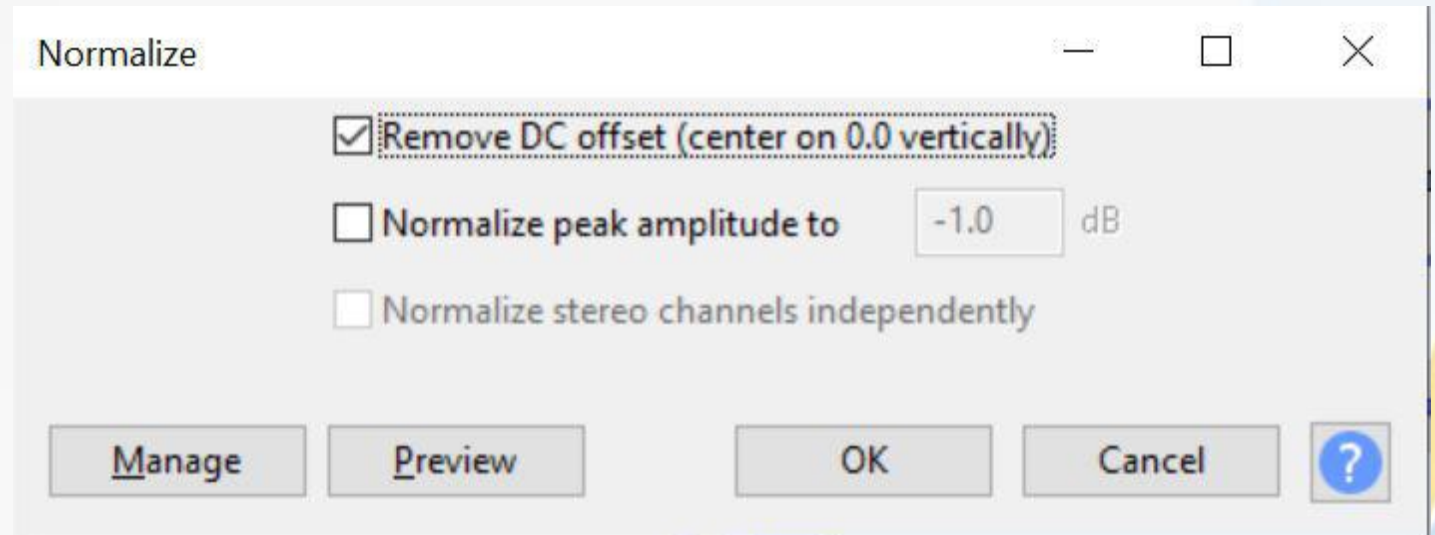 Normalize
Remove DC offset (center on 0.0 vertically)
Normalize peak amplitude to -1.0 dB
Normalize stereo channels independently
Manage Preview OK Cancel ?